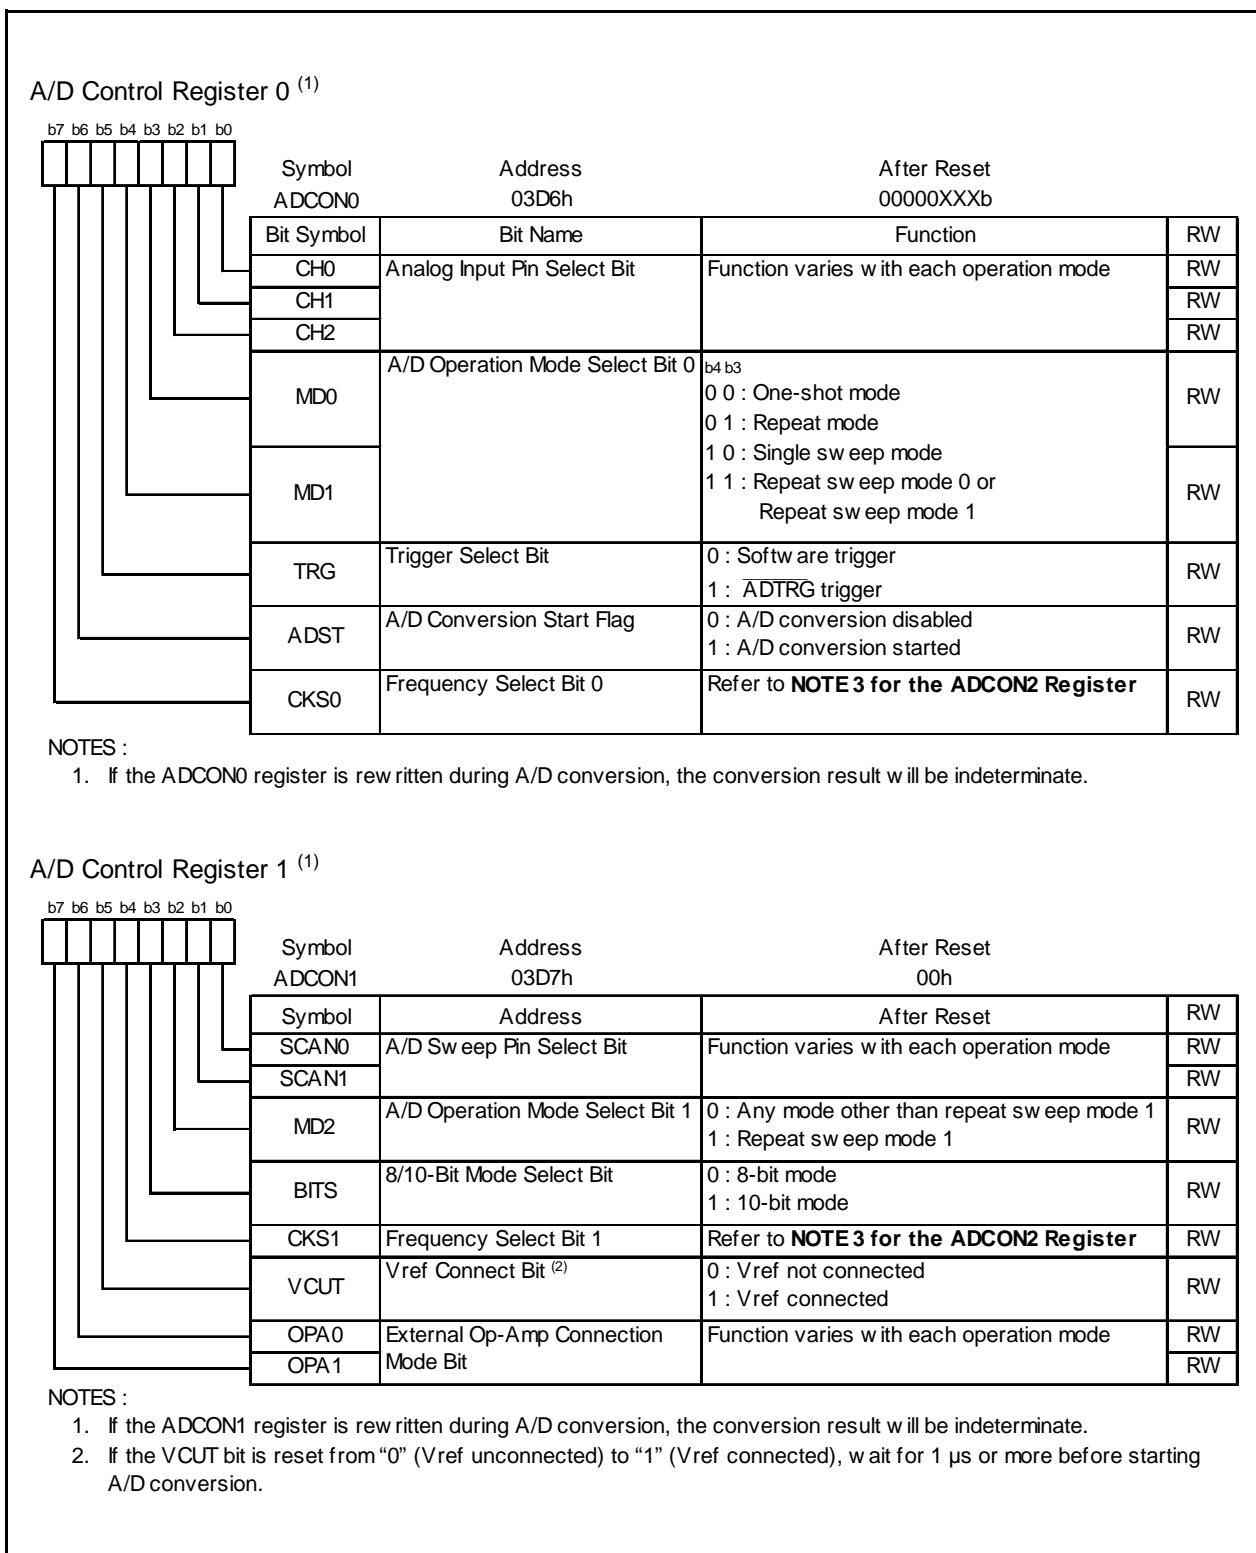 A/D Control Register 0 (1)
b7 b6 b5 b4 b3 b2 b1 b0
Symbol Address After Reset
ADCON0 03D6h 00000XXXb
Bit Symbol Bit Name Function RW
CH0 Analog Input Pin Select Bit Function varies with each operation mode RW
CH1 RW
CH2 RW
A/D Operation Mode Select Bit 0 b4 b3
MD0 0 0 : One-shot mode RW
0 1 : Repeat mode
1 0 : Single sweep mode
MD1 1 1 : Repeat sweep mode 0 or RW
Repeat sweep mode 1
TRG Trigger Select Bit 0 : Software trigger RW
1 : ADTRG trigger
ADST A/D Conversion Start Flag 0 : A/D conversion disabled RW
1 : A/D conversion started
CKS0 Frequency Select Bit 0 Refer to NOTE 3 for the ADCON2 Register RW
NOTES :
1. If the ADCON0 register is rewritten during A/D conversion, the conversion result will be indeterminate.
A/D Control Register 1 (1)
b7 b6 b5 b4 b3 b2 b1 b0
Symbol Address After Reset
ADCON1 03D7h 00h
Symbol Address After Reset RW
SCAN0 A/D Sweep Pin Select Bit Function varies with each operation mode RW
SCAN1 RW
MD2 A/D Operation Mode Select Bit 1 0 : Any mode other than repeat sweep mode 1 RW
1 : Repeat sweep mode 1
BITS 8/10-Bit Mode Select Bit 0 : 8-bit mode RW
1 : 10-bit mode
CKS1 Frequency Select Bit 1 Refer to NOTE 3 for the ADCON2 Register RW
VCUT Vref Connect Bit (2) 0 : Vref not connected RW
1 : Vref connected
OPA0 External Op-Amp Connection Function varies with each operation mode RW
OPA1 Mode Bit RW
NOTES :
1. If the ADCON1 register is rewritten during A/D conversion, the conversion result will be indeterminate.
2. If the VCUT bit is reset from “0” (Vref unconnected) to “1” (Vref connected), wait for 1 µs or more before starting
A/D conversion.